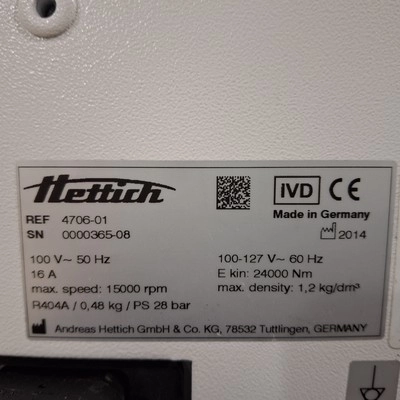 Hettich
IVD CE
Made in Germany
REF 4706-01
SN 0000365-08
2014
100 V~ 50 Hz
100-127 V~ 60 Hz
16 A
E kin: 24000 Nm
max. speed: 15000 rpm
max. density: 1,2 kg/dm³
R404A / 0,48 kg / PS 28 bar
Andreas Hettich GmbH & Co. KG, 78532 Tuttlingen, GERMANY